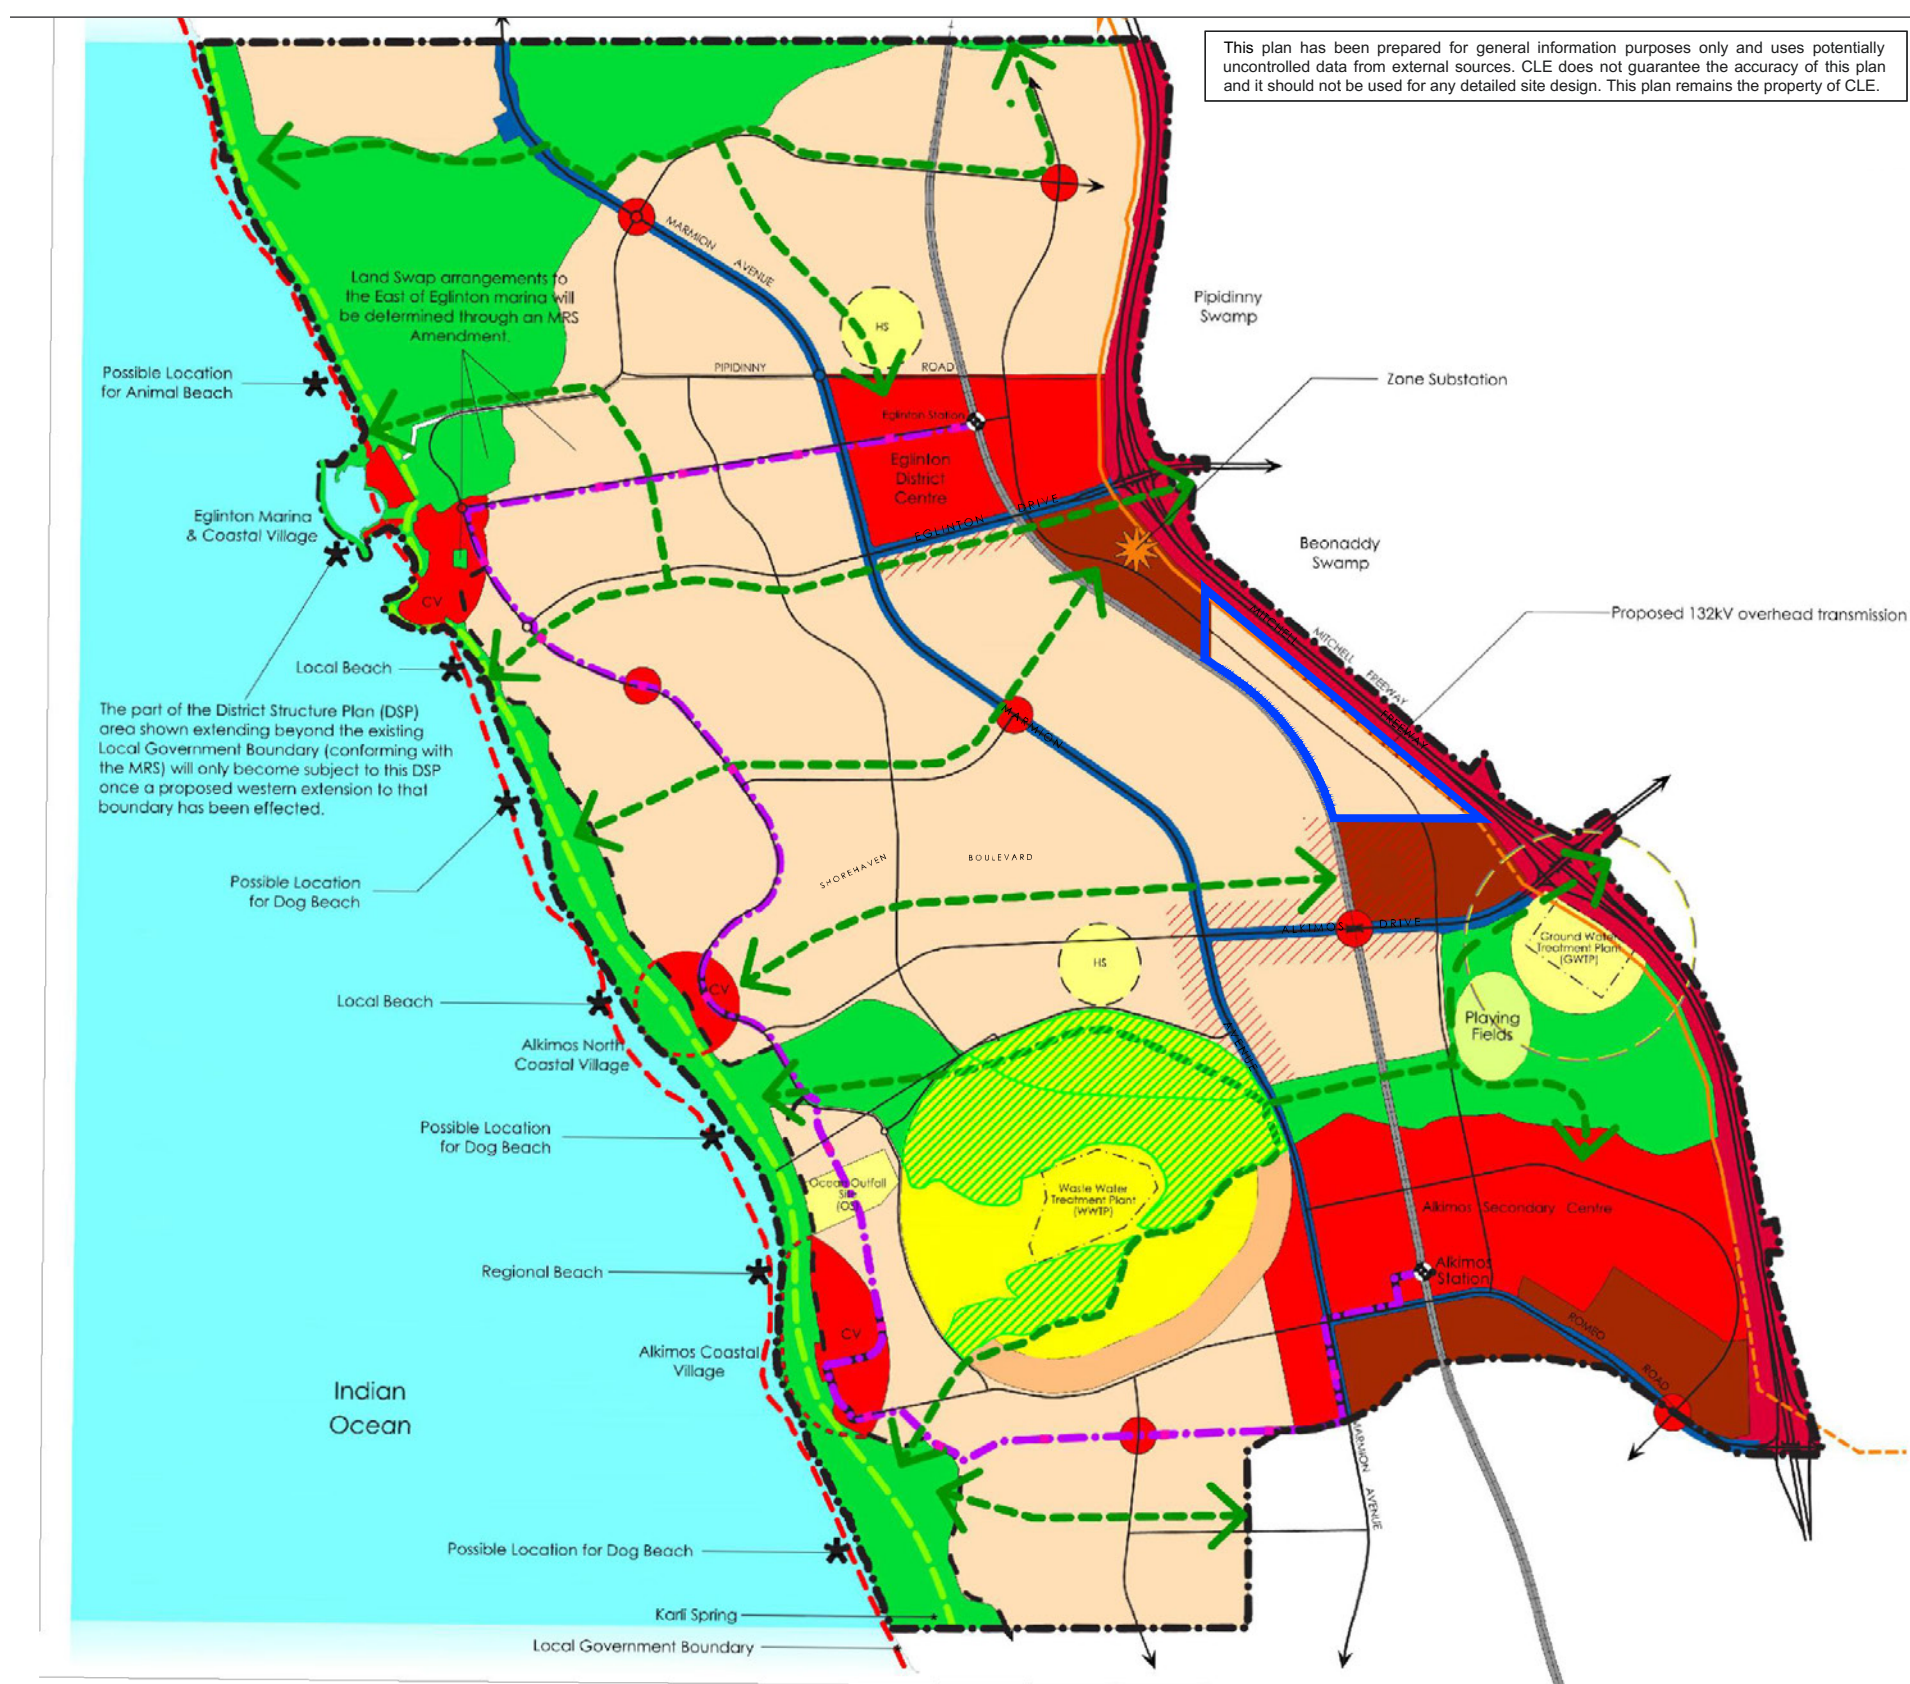 This plan has been prepared for general information purposes only and uses potentially
uncontrolled data from external sources. CLE does not guarantee the accuracy of this plan
and it should not be used for any detailed site design. This plan remains the property of CLE.
MARMION
AVENUE
Land Swap arrangements to
the East of Eglinton marina will
be determined through an MRS
Amendment.
Pipidinny
Swamp
HS
Possible Location
for Animal Beach
PIPIDINNY
ROAD
Zone Substation
Eglinton Station
Eglinton
District
Centre
Eglinton Marina
& Coastal Village
EGLINTON
DRIVE
Beonaddy
Swamp
CV
Proposed 132kV overhead transmission
MITCHELL
MITCHELL
FREEWAY
FREEWAY
Local Beach
The part of the District Structure Plan (DSP)
area shown extending beyond the existing
Local Government Boundary (conforming with
the MRS) will only become subject to this DSP
once a proposed western extension to that
boundary has been effected.
MARMION
SHOREHAVEN
BOULEVARD
Possible Location
for Dog Beach
ALKIMOS
DRIVE
Ground Water
Treatment Plant
(GWTP)
HS
CV
Local Beach
Playing
Fields
Alkimos North
Coastal Village
AVENUE
Possible Location
for Dog Beach
Ocean Outfall
Site
(OS)
Waste Water
Treatment Plant
(WWTP)
Alkimos Secondary Centre
Regional Beach
Alkimos
Station
CV
ROMEO
ROAD
Alkimos Coastal
Village
Indian
Ocean
MARMION
AVENUE
Possible Location for Dog Beach
Karli Spring
Local Government Boundary